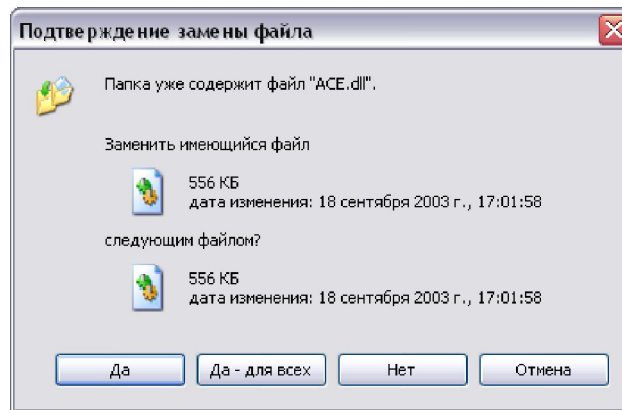 Подтверждение замены файла
Папка уже содержит файл "ACE.dll".
Заменить имеющийся файл
556 КБ
дата изменения: 18 сентября 2003 г., 17:01:58
следующим файлом?
556 КБ
дата изменения: 18 сентября 2003 г., 17:01:58
Да
Да - для всех
Нет
Отмена